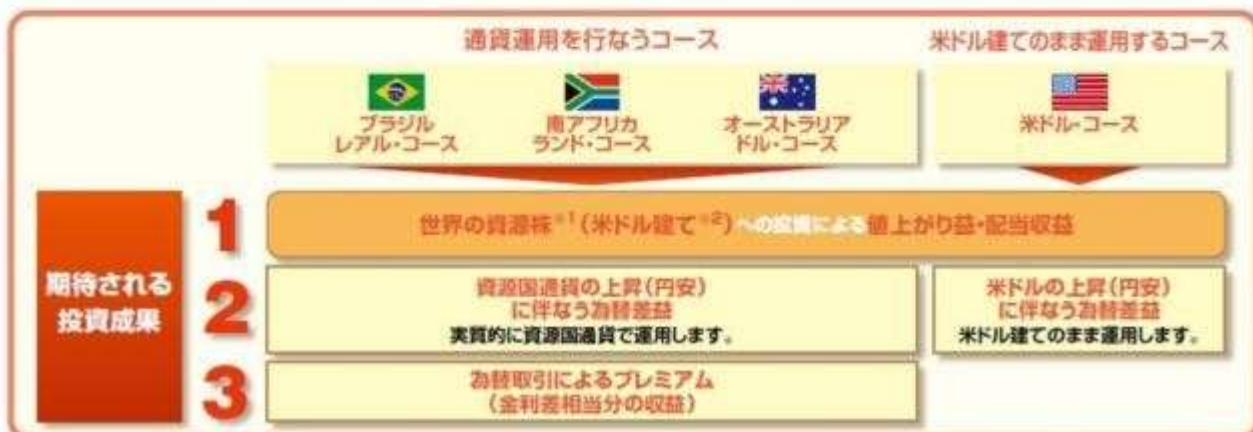 通貨運用を行なうコース
米ドル建てのまま運用するコース
ブラジル
レアル・コース
南アフリカ
ランド・コース
オーストラリア
ドル・コース
米ドル・コース
期待される
投資成果
1
世界の資源株※1(米ドル建て※2)への投資による値上がり益・配当収益
2
資源国通貨の上昇(円安)
に伴なう為替差益
実質的に資源国通貨で運用します。
米ドルの上昇(円安)
に伴なう為替差益
米ドル建てのまま運用します。
3
為替取引によるプレミアム
(金利差相当分の収益)